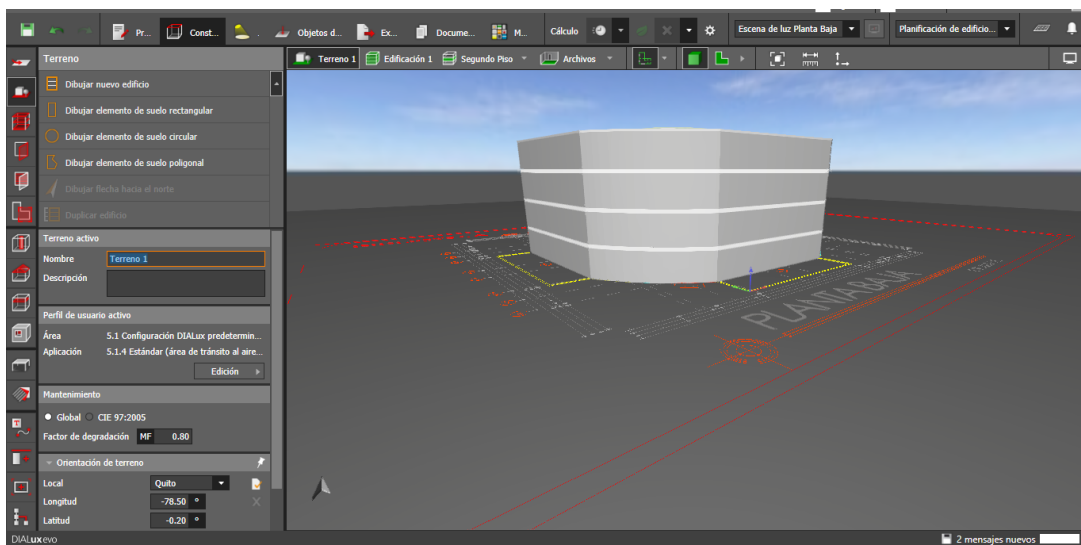 Pr...
Const...
Objetos d...
Ex...
Docume...
M...
Cálculo
Escena de luz Planta Baja
Planificación de edificio...
Terreno
Terreno 1
Edificación 1
Segundo Piso
Archivos
Dibujar nuevo edificio
Dibujar elemento de suelo rectangular
Dibujar elemento de suelo circular
Dibujar elemento de suelo poligonal
Dibujar flecha hacia el norte
Duplicar edificio
Terreno activo
Nombre Terreno 1
Descripción
Perfil de usuario activo
Área 5.1 Configuración DIALux predetermin...
Aplicación 5.1.4 Estándar (área de tránsito al aire...
Edición
Mantenimiento
Global CIE 97:2005
Factor de degradación MF 0.80
Orientación de terreno
Local Quito
Longitud -78.50 °
Latitud -0.20 °
PLANTA BAJA
DIALux evo
2 mensajes nuevos